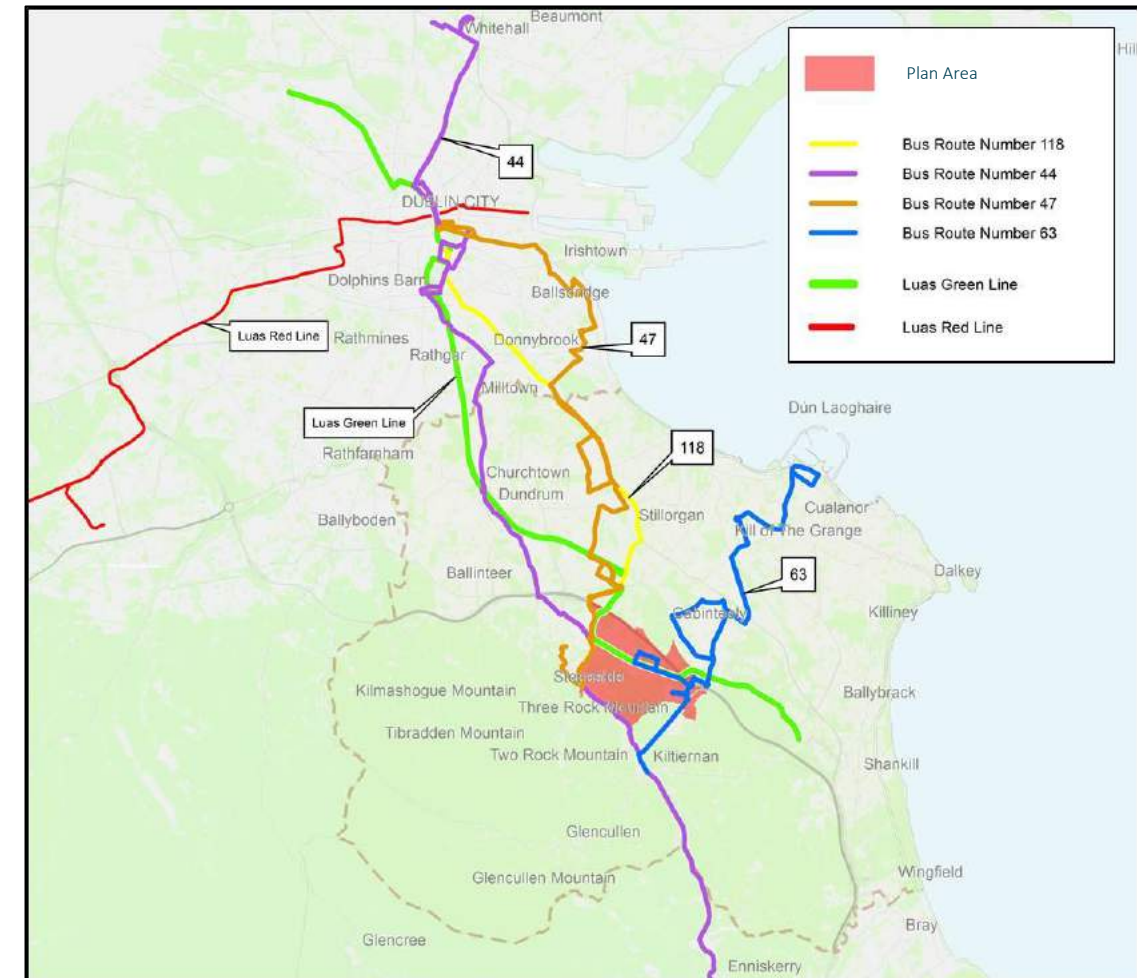 Beaumont
Whitehall
Hill
Plan Area
Bus Route Number 118
Bus Route Number 44
Bus Route Number 47
Bus Route Number 63
Luas Green Line
Luas Red Line
44
DUBLIN CITY
Irishtown
Dolphins Barn
Ballsbridge
Luas Red Line
Rathmines
Donnybrook
47
Rathgar
Milltown
Dún Laoghaire
Luas Green Line
Rathfarnham
118
Churchtown
Dundrum
Stillorgan
Cualanor
Kill of The Grange
Ballyboden
Ballinteer
63
Dalkey
Cabinteely
Killiney
Kilmashogue Mountain
Ballybrack
Three Rock Mountain
Tibradden Mountain
Two Rock Mountain
Kiltiernan
Shankill
Glencullen
Glencullen Mountain
Wingfield
Bray
Glencree
Enniskerry